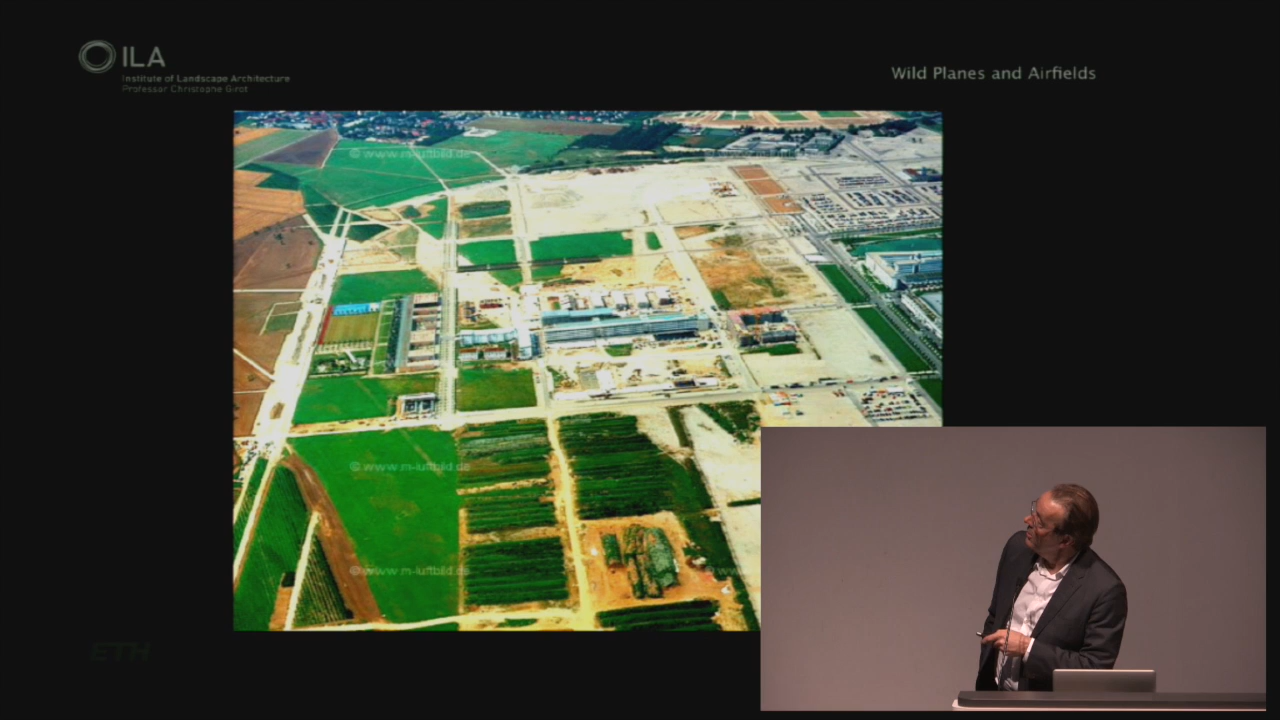 ILA
Institute of Landscape Architecture
Professor Christophe Girot
Wild Planes and Airfields
© www.m-luftbild.de
© www.m-luftbild.de
© www.m-luftbild.de
ETH